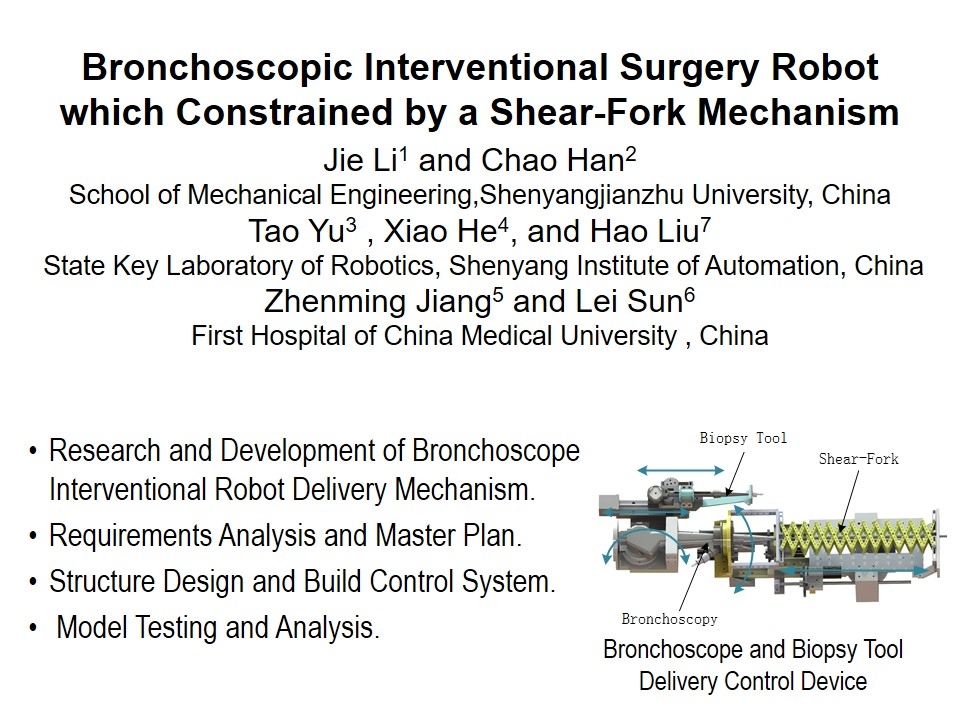 Bronchoscopic Interventional Surgery Robot
which Constrained by a Shear-Fork Mechanism
Jie Li1 and Chao Han2
School of Mechanical Engineering,Shenyangjianzhu University, China
Tao Yu3 , Xiao He4, and Hao Liu7
State Key Laboratory of Robotics, Shenyang Institute of Automation, China
Zhenming Jiang5 and Lei Sun6
First Hospital of China Medical University , China
• Research and Development of Bronchoscope
Interventional Robot Delivery Mechanism.
• Requirements Analysis and Master Plan.
• Structure Design and Build Control System.
• Model Testing and Analysis.
Biopsy Tool
Shear-Fork
Bronchoscopy
Bronchoscope and Biopsy Tool
Delivery Control Device